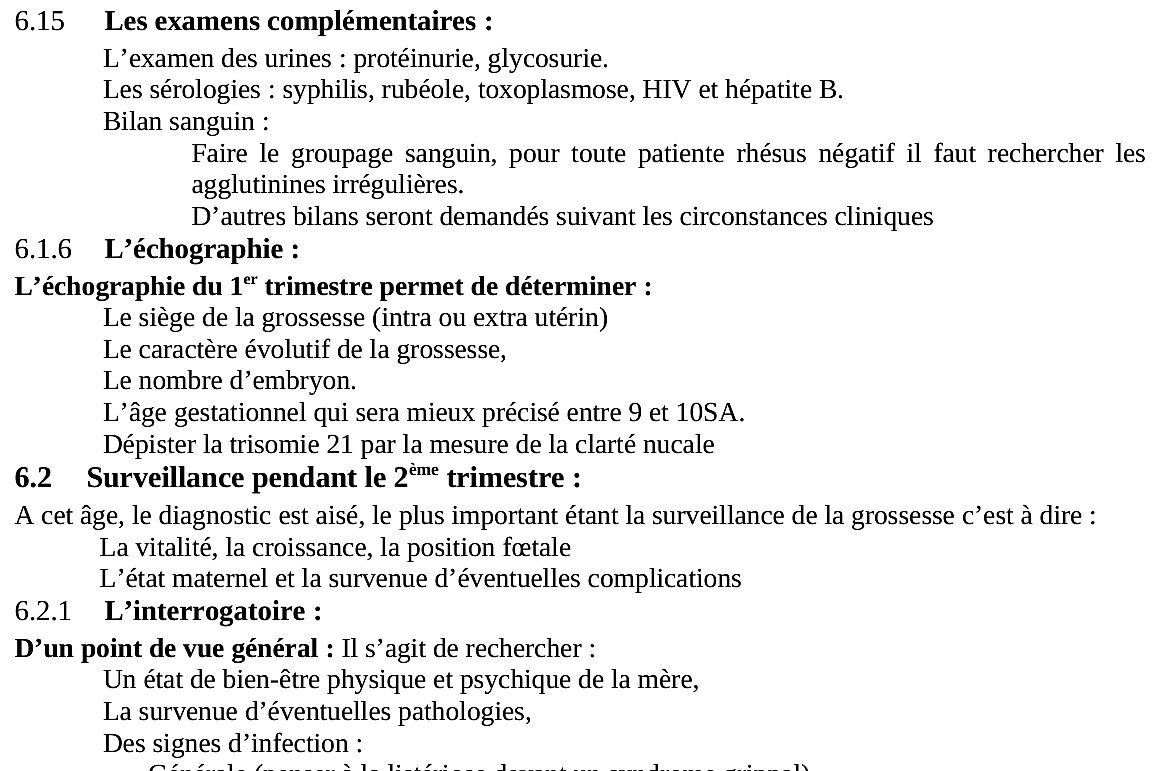 6.15 Les examens complémentaires :
L’examen des urines : protéinurie, glycosurie.
Les sérologies : syphilis, rubéole, toxoplasmose, HIV et hépatite B.
Bilan sanguin :
Faire le groupage sanguin, pour toute patiente rhésus négatif il faut rechercher les
agglutinines irrégulières.
D’autres bilans seront demandés suivant les circonstances cliniques
6.1.6 L’échographie :
L’échographie du 1er trimestre permet de déterminer :
Le siège de la grossesse (intra ou extra utérin)
Le caractère évolutif de la grossesse,
Le nombre d’embryon.
L’âge gestationnel qui sera mieux précisé entre 9 et 10SA.
Dépister la trisomie 21 par la mesure de la clarté nucale
6.2 Surveillance pendant le 2ème trimestre :
A cet âge, le diagnostic est aisé, le plus important étant la surveillance de la grossesse c’est à dire :
La vitalité, la croissance, la position fœtale
L’état maternel et la survenue d’éventuelles complications
6.2.1 L’interrogatoire :
D’un point de vue général : Il s’agit de rechercher :
Un état de bien-être physique et psychique de la mère,
La survenue d’éventuelles pathologies,
Des signes d’infection :